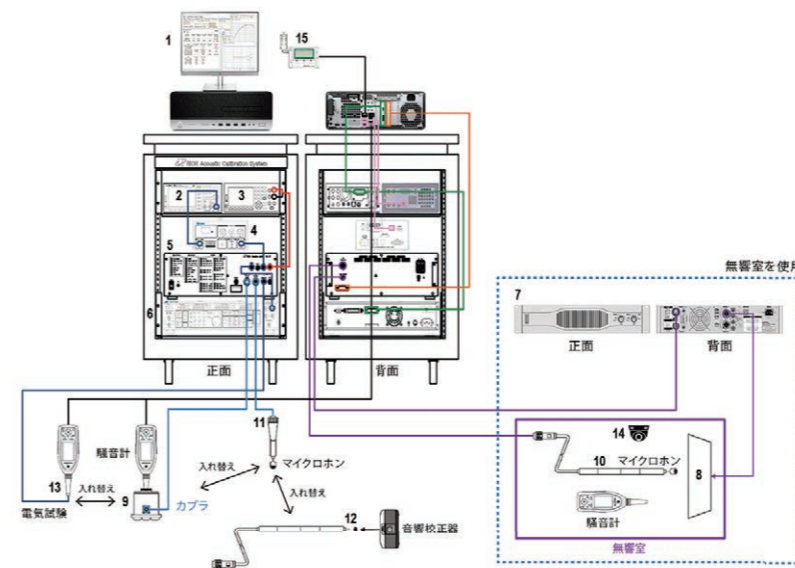 1
15
BDB Acoustic Calibration System
2
3
4
5
6
無響室を使用
7
正面
背面
正面
背面
11
14
騒音計
10
マイクロホン
8
マイクロホン
入れ替え
13
入れ替え
9
カプラ
入れ替え
騒音計
電気試験
12
音響校正器
無響室